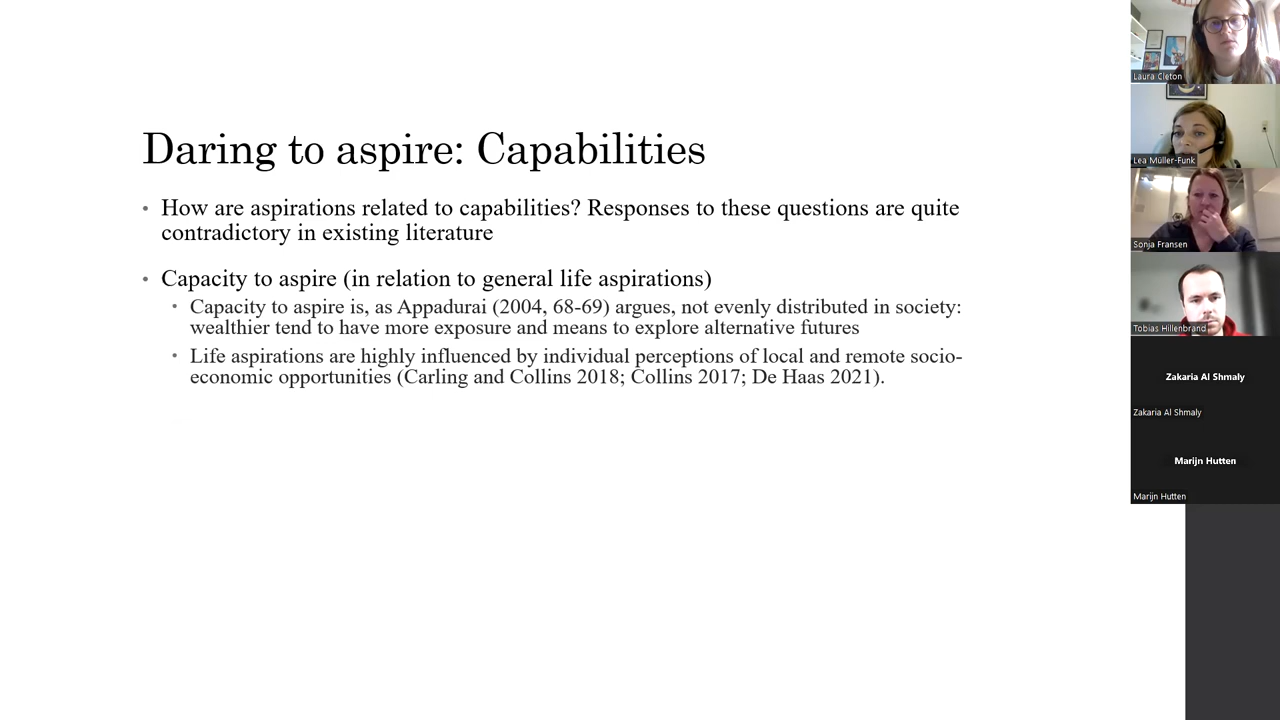 Daring to aspire: Capabilities
• How are aspirations related to capabilities? Responses to these questions are quite
contradictory in existing literature
• Capacity to aspire (in relation to general life aspirations)
• Capacity to aspire is, as Appadurai (2004, 68-69) argues, not evenly distributed in society:
wealthier tend to have more exposure and means to explore alternative futures
• Life aspirations are highly influenced by individual perceptions of local and remote socio-
economic opportunities (Carling and Collins 2018; Collins 2017; De Haas 2021).
Laura Cleton
Lea Müller-Funk
Sonja Fransen
Tobias Hillenbrand
Zakaria Al Shmaly
Zakaria Al Shmaly
Marijn Hutten
Marijn Hutten